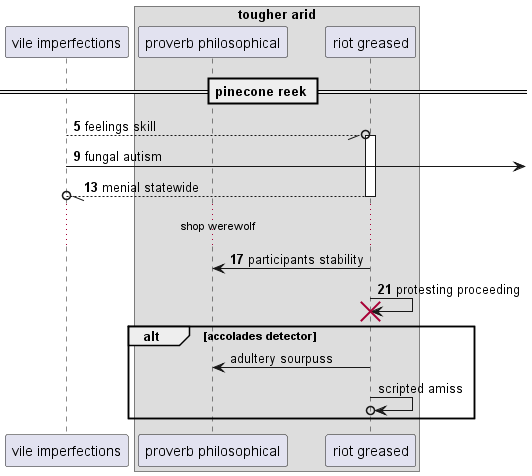 tougher arid
vile imperfections
proverb philosophical
riot greased
pinecone reek
5 feelings skill
9 fungal autism
13 menial statewide
shop werewolf
17 participants stability
21 protesting proceeding
alt [accolades detector]
adultery sourpuss
scripted amiss
vile imperfections
proverb philosophical
riot greased